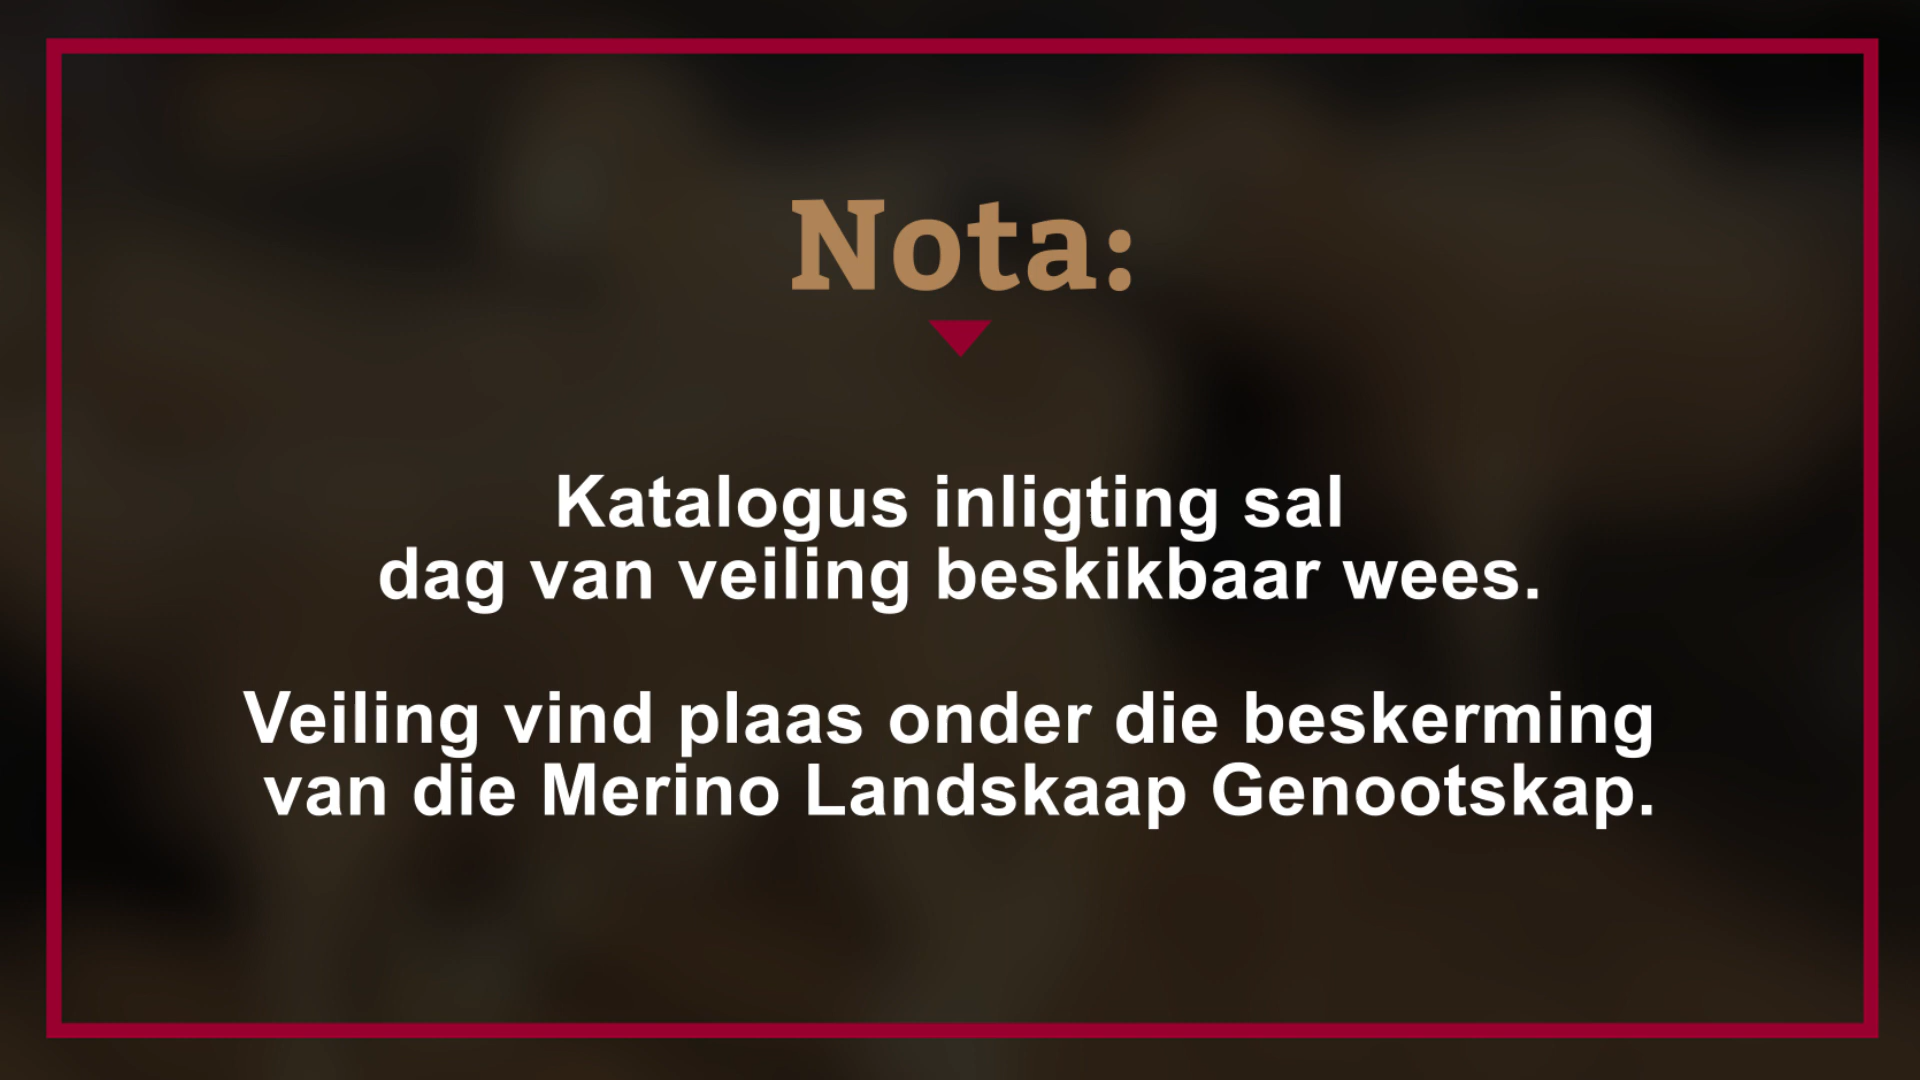 Nota:
Katalogus inligting sal
dag van veiling beskikbaar wees.
Veiling vind plaas onder die beskerming
van die Merino Landskaap Genootskap.